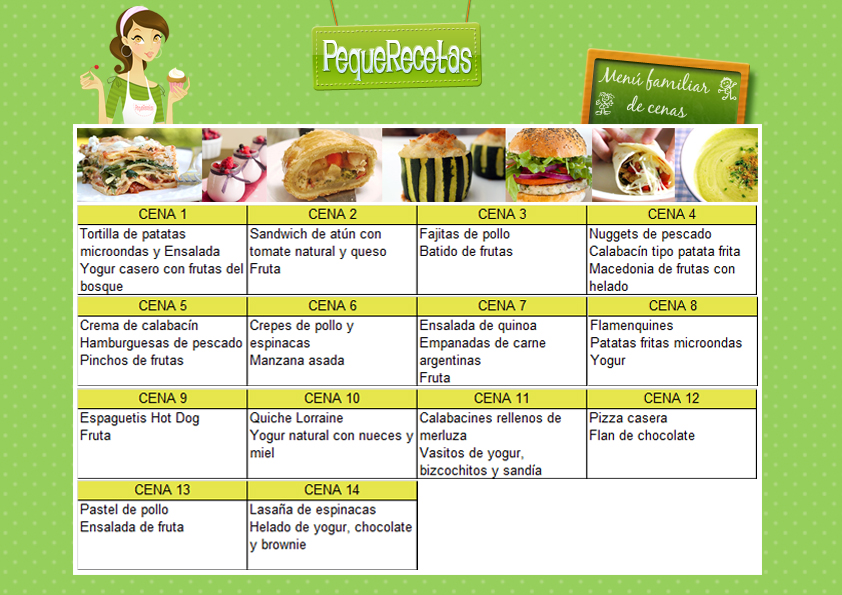 PequeRecetas
Menú familiar
de cenas
CENA 1
Tortilla de patatas
microondas y Ensalada
Yogur casero con frutas del
bosque
CENA 2
Sandwich de atún con
tomate natural y queso
Fruta
CENA 3
Fajitas de pollo
Batido de frutas
CENA 4
Nuggets de pescado
Calabacín tipo patata frita
Macedonia de frutas con
helado
CENA 5
Crema de calabacín
Hamburguesas de pescado
Pinchos de frutas
CENA 6
Crepes de pollo y
espinacas
Manzana asada
CENA 7
Ensalada de quinoa
Empanadas de carne
argentinas
Fruta
CENA 8
Flamenquines
Patatas fritas microondas
Yogur
CENA 9
Espaguetis Hot Dog
Fruta
CENA 10
Quiche Lorraine
Yogur natural con nueces y
miel
CENA 11
Calabacines rellenos de
merluza
Vasitos de yogur,
bizcochitos y sandía
CENA 12
Pizza casera
Flan de chocolate
CENA 13
Pastel de pollo
Ensalada de fruta
CENA 14
Lasaña de espinacas
Helado de yogur, chocolate
y brownie